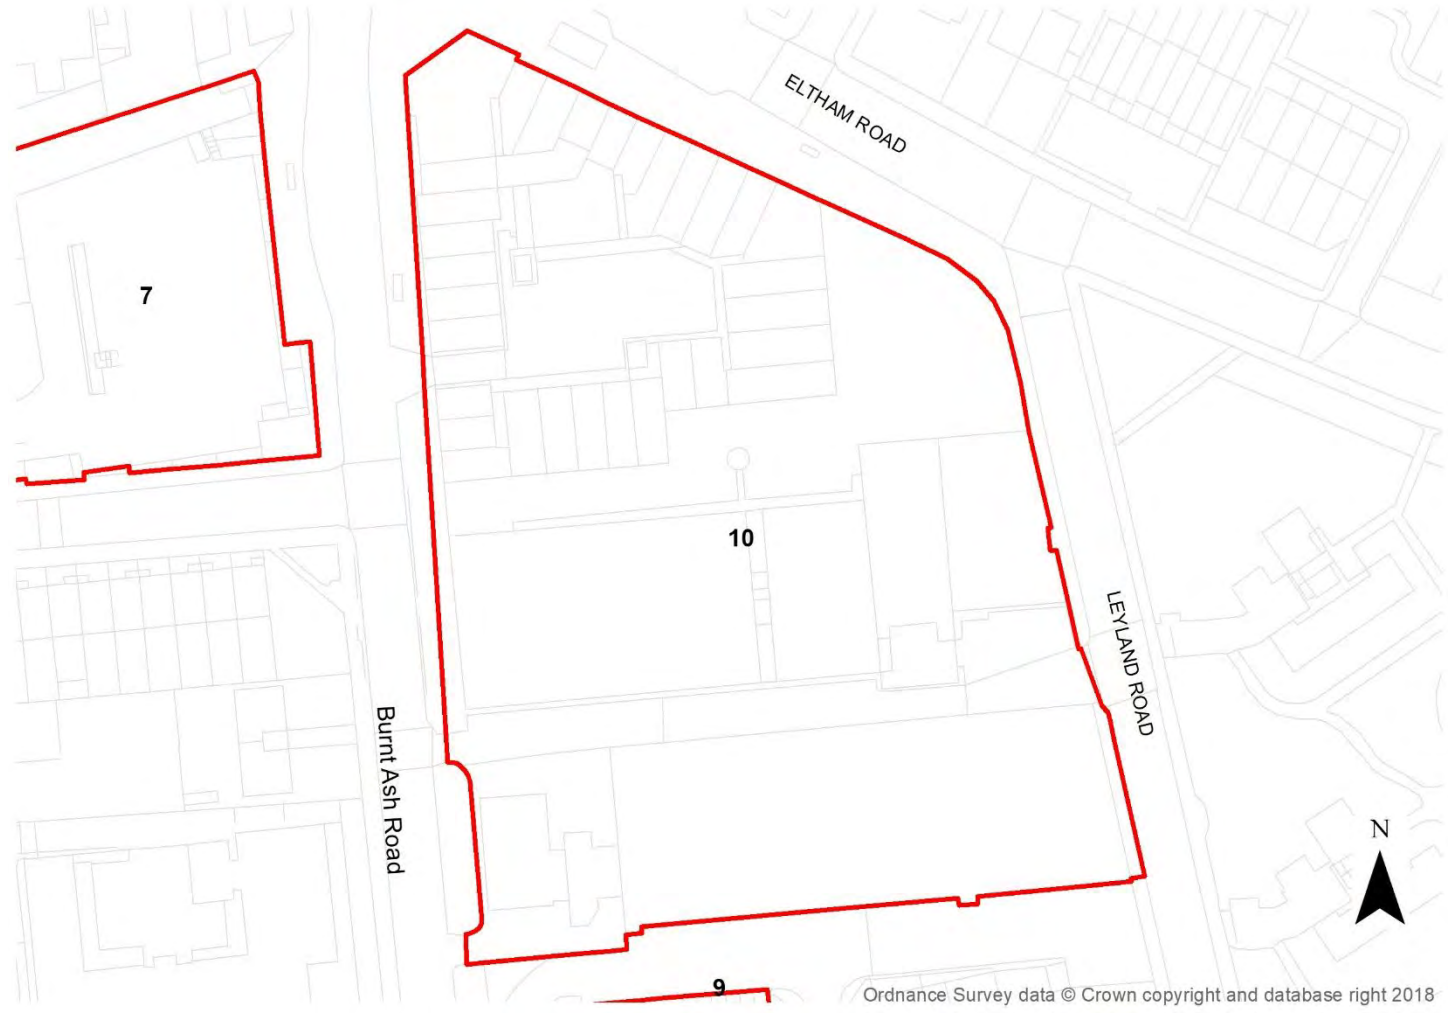 ELTHAM ROAD
7
10
LEYLAND ROAD
Burnt Ash Road
N
9
Ordnance Survey data © Crown copyright and database right 2018